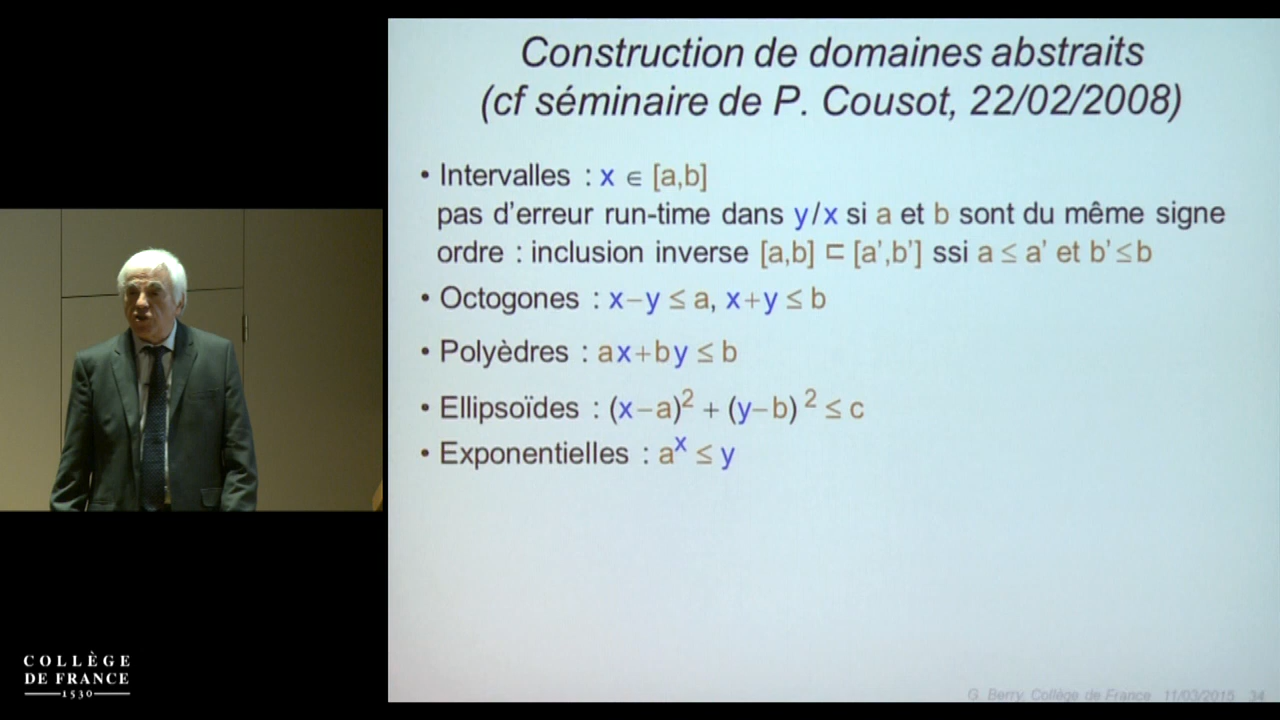 Construction de domaines abstraits
(cf séminaire de P. Cousot, 22/02/2008)
• Intervalles : x ∈ [a,b]
pas d'erreur run-time dans y/x si a et b sont du même signe
ordre : inclusion inverse [a,b] ⊏ [a',b'] ssi a ≤ a' et b' ≤ b
• Octogones : x−y ≤ a, x+y ≤ b
• Polyèdres : ax+by ≤ b
• Ellipsoïdes : (x−a)² + (y−b)² ≤ c
• Exponentielles : aˣ ≤ y
COLLÈGE
DE FRANCE
1530
G. Berry, Collège de France 11/03/2015 34